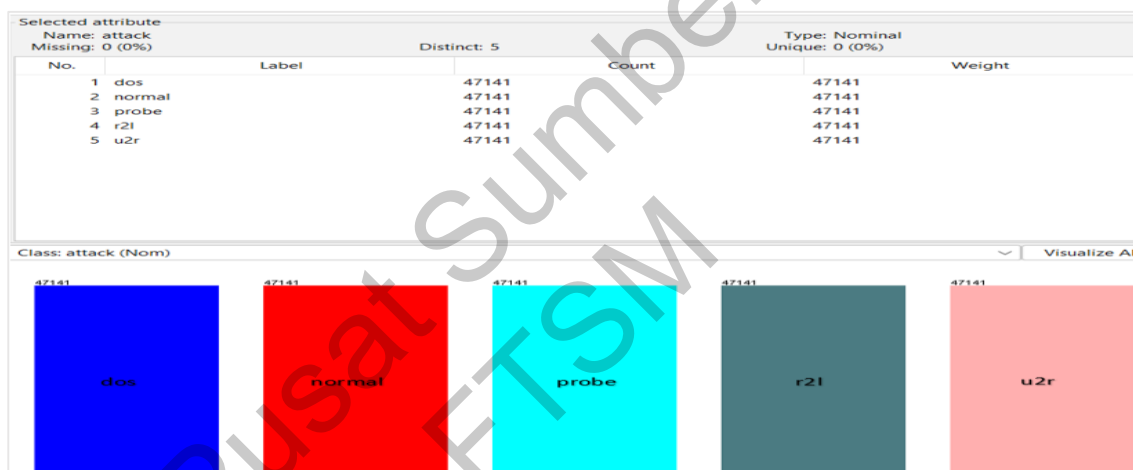 Selected attribute
Name: attack Type: Nominal
Missing: 0 (0%) Distinct: 5 Unique: 0 (0%)
No. Label Count Weight
1 dos 47141 47141
2 normal 47141 47141
3 probe 47141 47141
4 r2l 47141 47141
5 u2r 47141 47141
Class: attack (Nom) Visualize Al
47141 47141 47141 47141 47141
dos normal probe r2l u2r
Pusat Sumber
FTSM